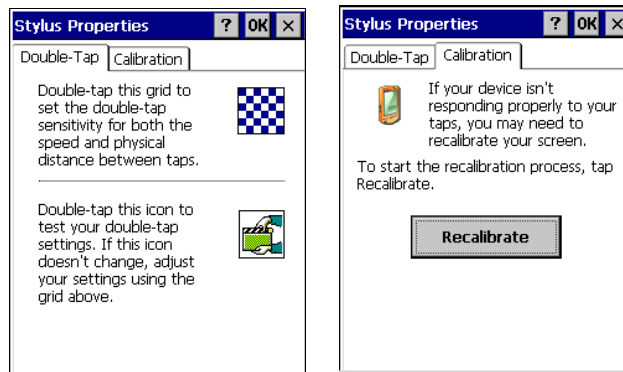 Stylus Properties ? OK ×
Double-Tap Calibration
Double-tap this grid to
set the double-tap
sensitivity for both the
speed and physical
distance between taps.
Double-tap this icon to
test your double-tap
settings. If this icon
doesn't change, adjust
your settings using the
grid above.
Stylus Properties ? OK ×
Double-Tap Calibration
If your device isn't
responding properly to your
taps, you may need to
recalibrate your screen.
To start the recalibration process, tap
Recalibrate.
Recalibrate